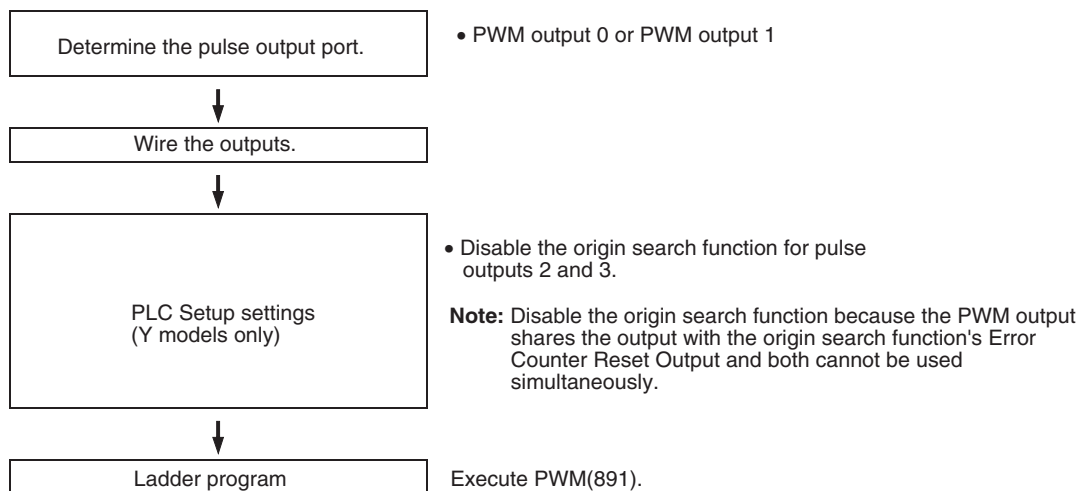 Determine the pulse output port.
• PWM output 0 or PWM output 1
Wire the outputs.
PLC Setup settings
(Y models only)
• Disable the origin search function for pulse
outputs 2 and 3.
Note: Disable the origin search function because the PWM output
shares the output with the origin search function's Error
Counter Reset Output and both cannot be used
simultaneously.
Ladder program
Execute PWM(891).